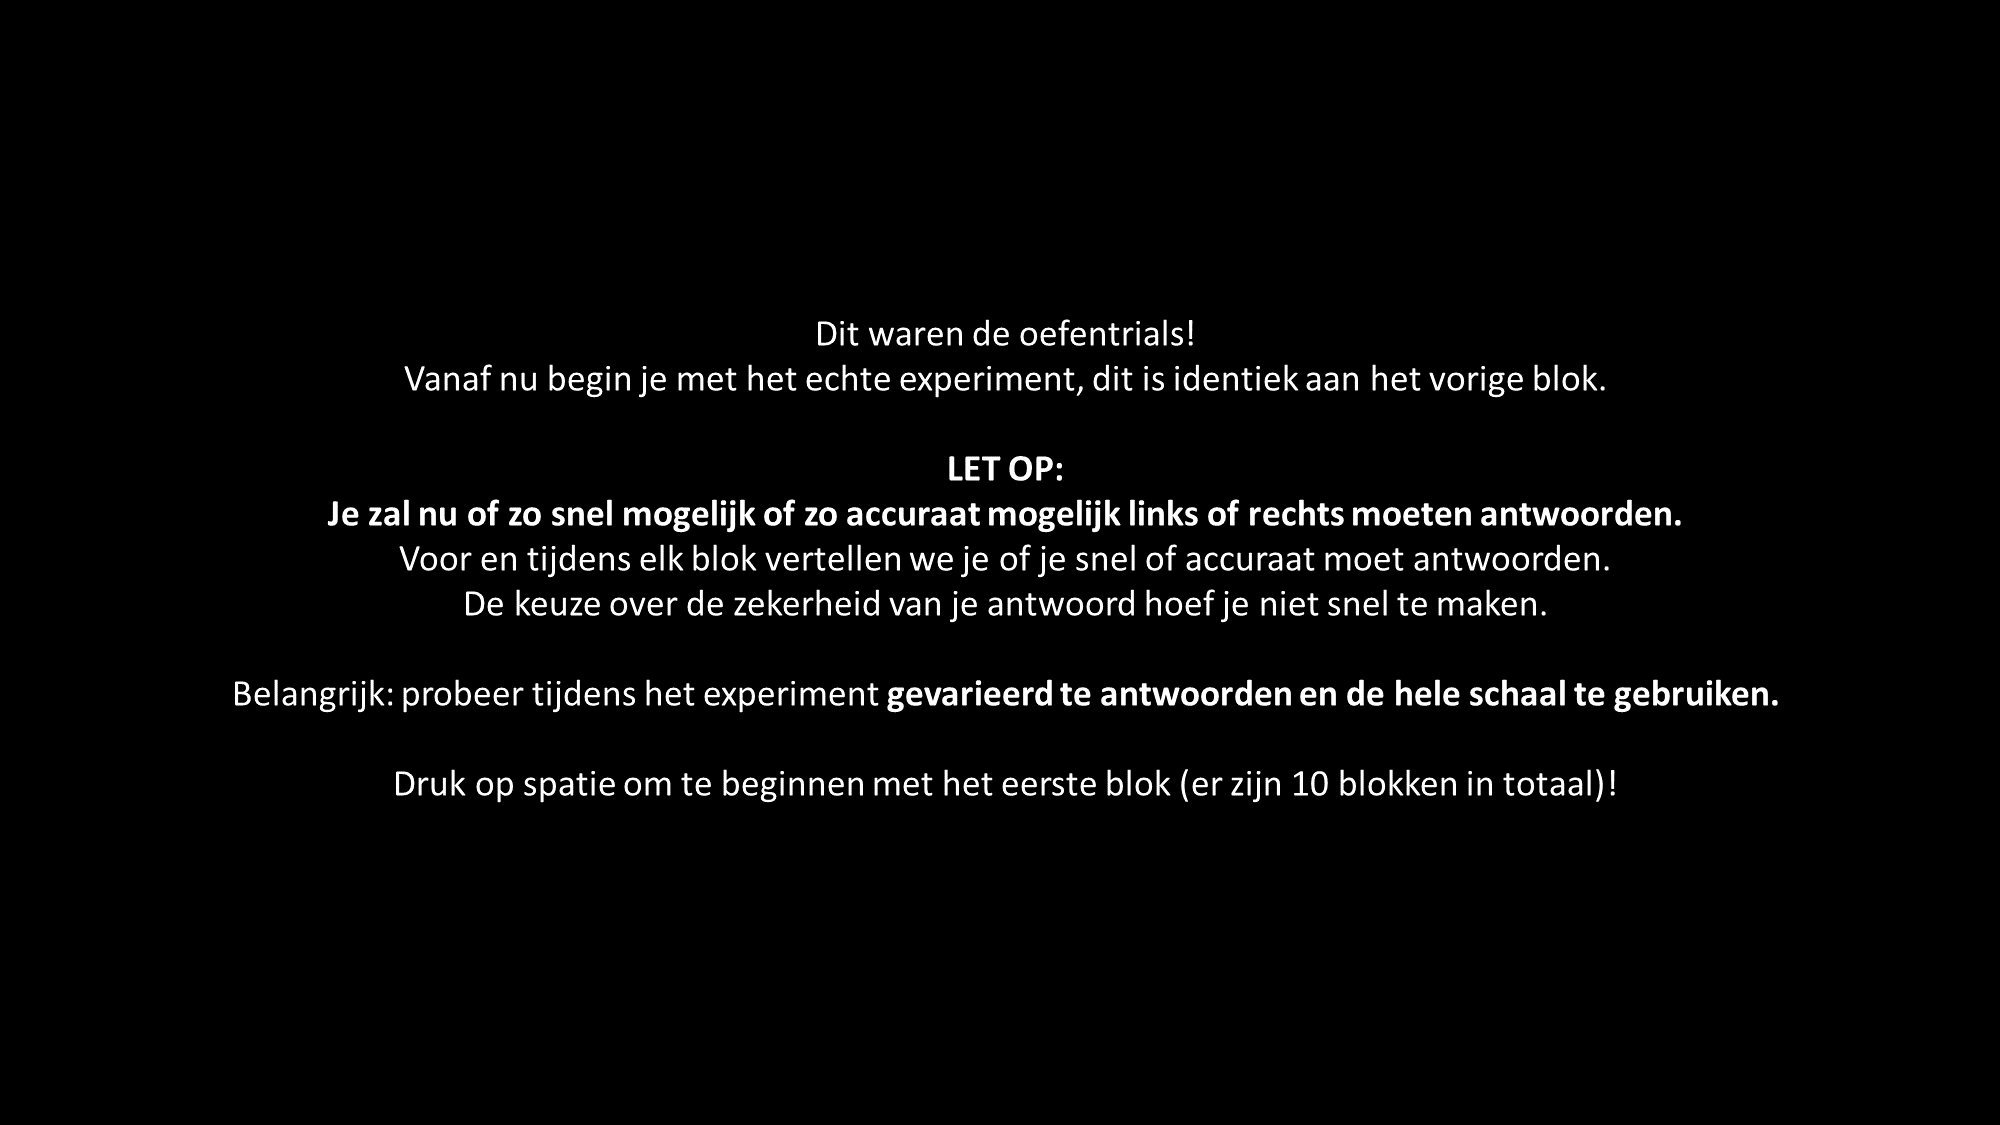 Dit waren de oefentrials!
Vanaf nu begin je met het echte experiment, dit is identiek aan het vorige blok.
LET OP:
Je zal nu of zo snel mogelijk of zo accuraat mogelijk links of rechts moeten antwoorden.
Voor en tijdens elk blok vertellen we je of je snel of accuraat moet antwoorden.
De keuze over de zekerheid van je antwoord hoef je niet snel te maken.
Belangrijk: probeer tijdens het experiment gevarieerd te antwoorden en de hele schaal te gebruiken.
Druk op spatie om te beginnen met het eerste blok (er zijn 10 blokken in totaal)!